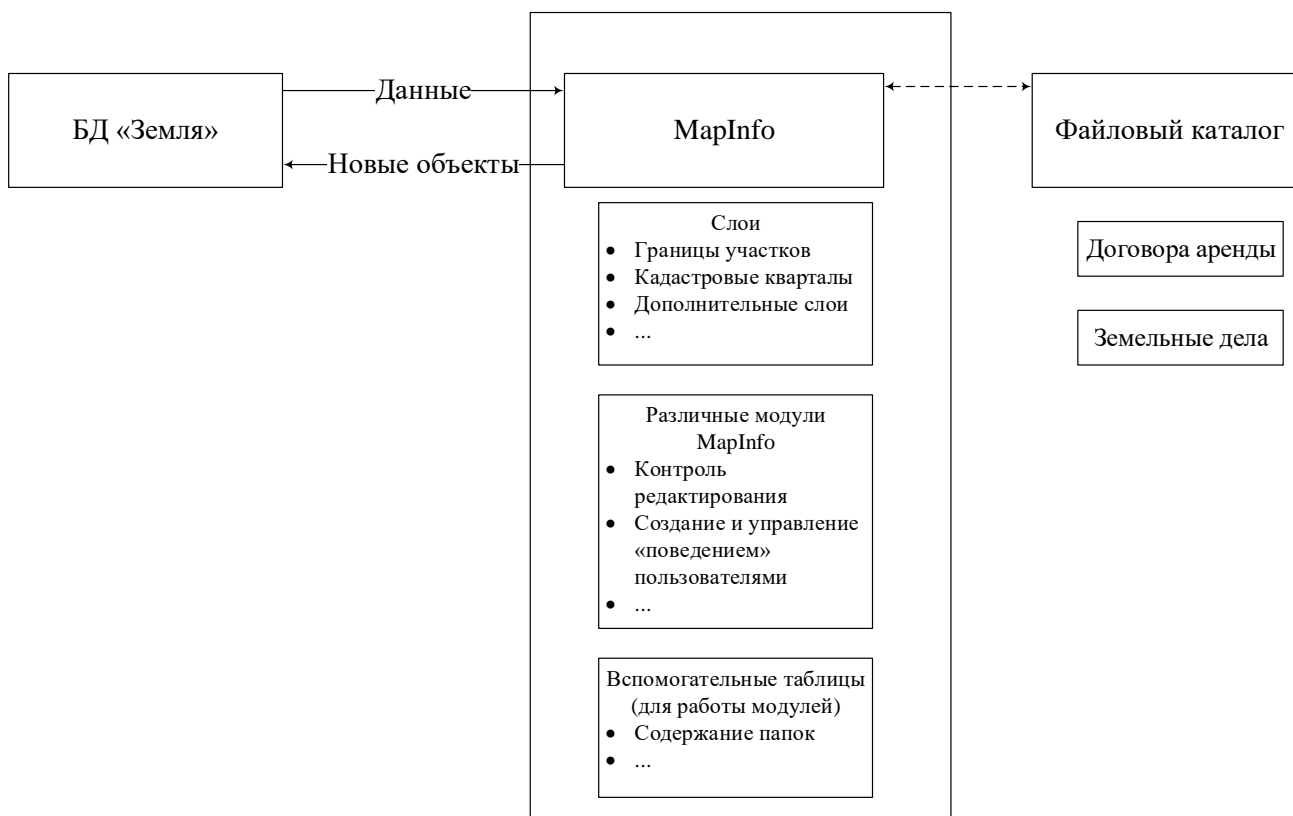 Данные
БД «Земля»
MapInfo
Файловый каталог
Новые объекты
Слои
• Границы участков
• Кадастровые кварталы
• Дополнительные слои
• ...
Договора аренды
Земельные дела
Различные модули
MapInfo
• Контроль
редактирования
• Создание и управление
«поведением»
пользователями
• ...
Вспомогательные таблицы
(для работы модулей)
• Содержание папок
• ...